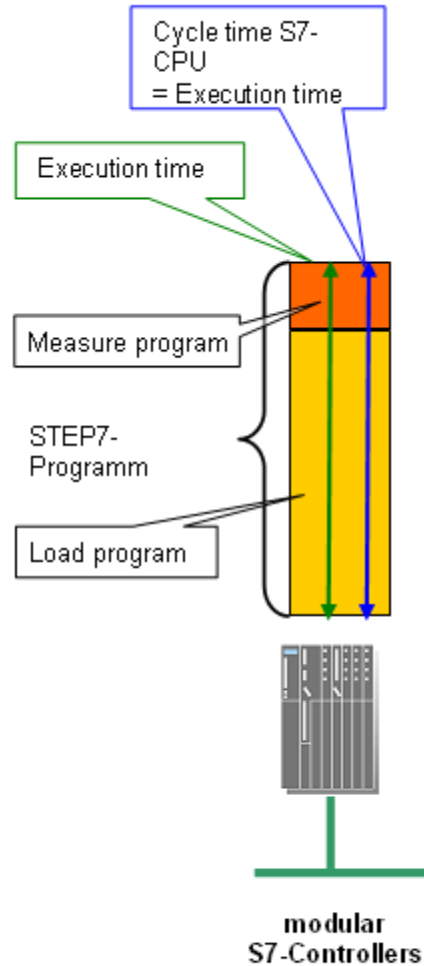 Cycle time S7-
CPU
= Execution time
Execution time
Measure program
STEP7-
Programm
Load program
modular
S7-Controllers